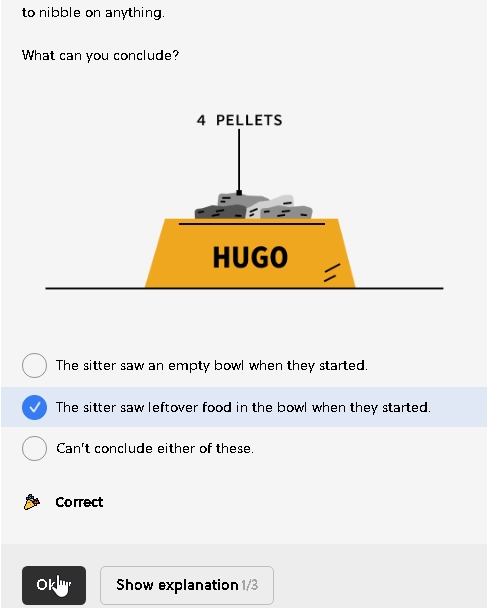 to nibble on anything.
What can you conclude?
4 PELLETS
HUGO
The sitter saw an empty bowl when they started.
The sitter saw leftover food in the bowl when they started.
Can't conclude either of these.
Correct
Show explanation 1/3